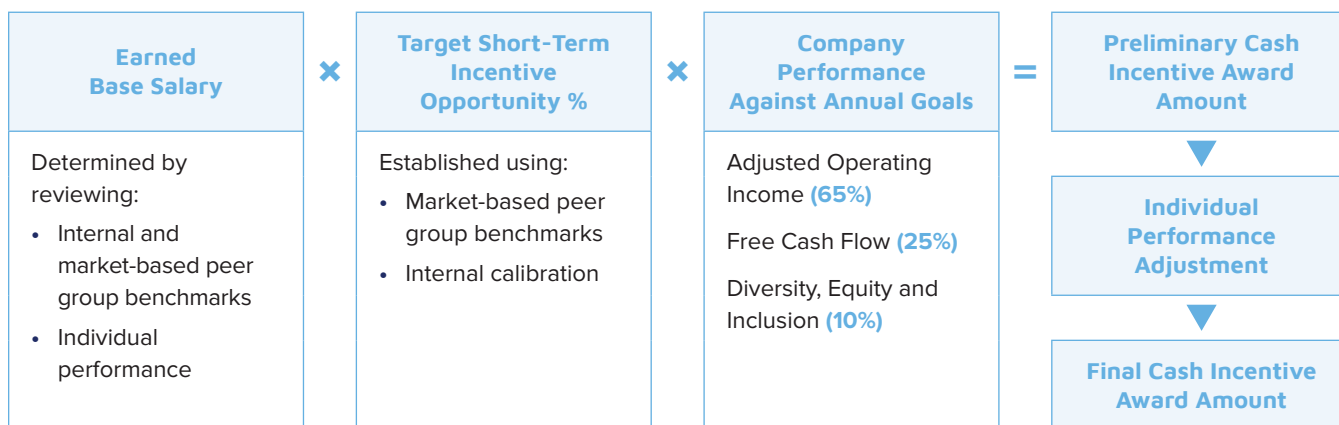 Earned
Base Salary
Determined by
reviewing:
• Internal and
market-based peer
group benchmarks
• Individual
performance
×
Target Short-Term
Incentive
Opportunity %
Established using:
• Market-based peer
group benchmarks
• Internal calibration
×
Company
Performance
Against Annual Goals
Adjusted Operating
Income (65%)
Free Cash Flow (25%)
Diversity, Equity and
Inclusion (10%)
=
Preliminary Cash
Incentive Award
Amount
Individual
Performance
Adjustment
Final Cash Incentive
Award Amount